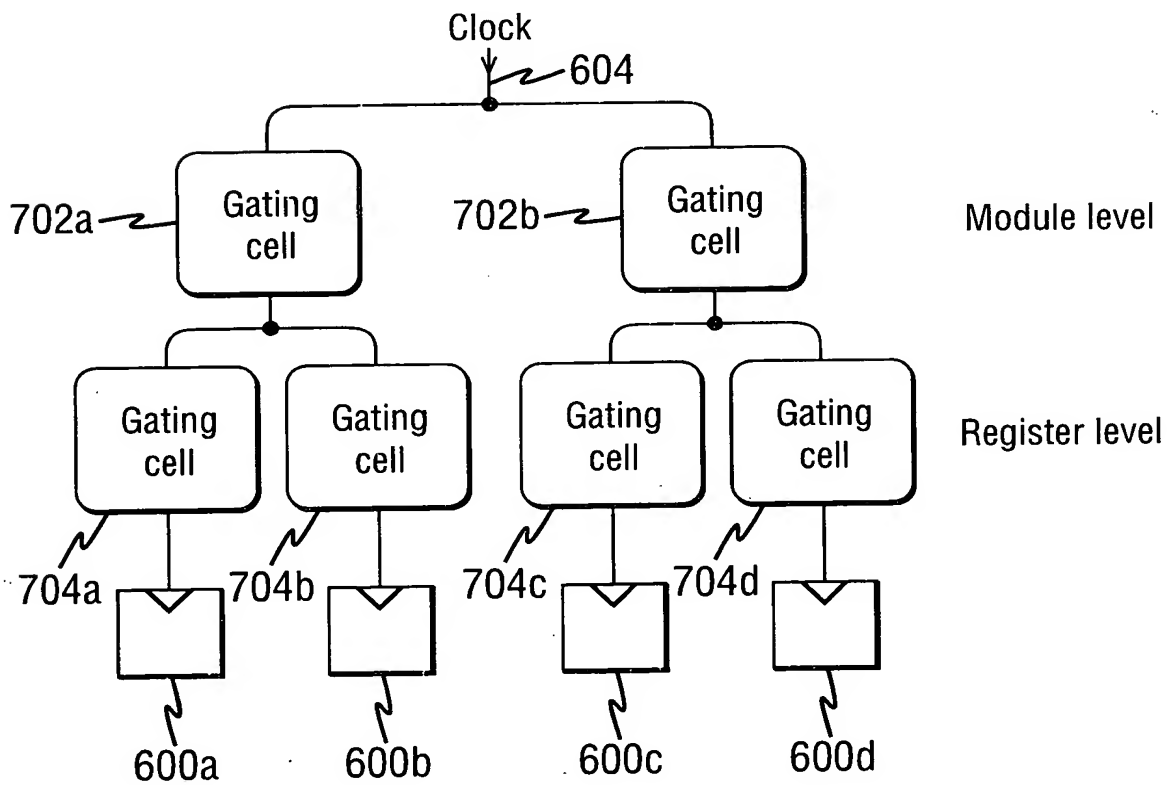 Clock
604
702a
Gating
cell
702b
Gating
cell
Module level
Gating
cell
Gating
cell
Gating
cell
Gating
cell
Register level
704a
704b
704c
704d
600a
600b
600c
600d